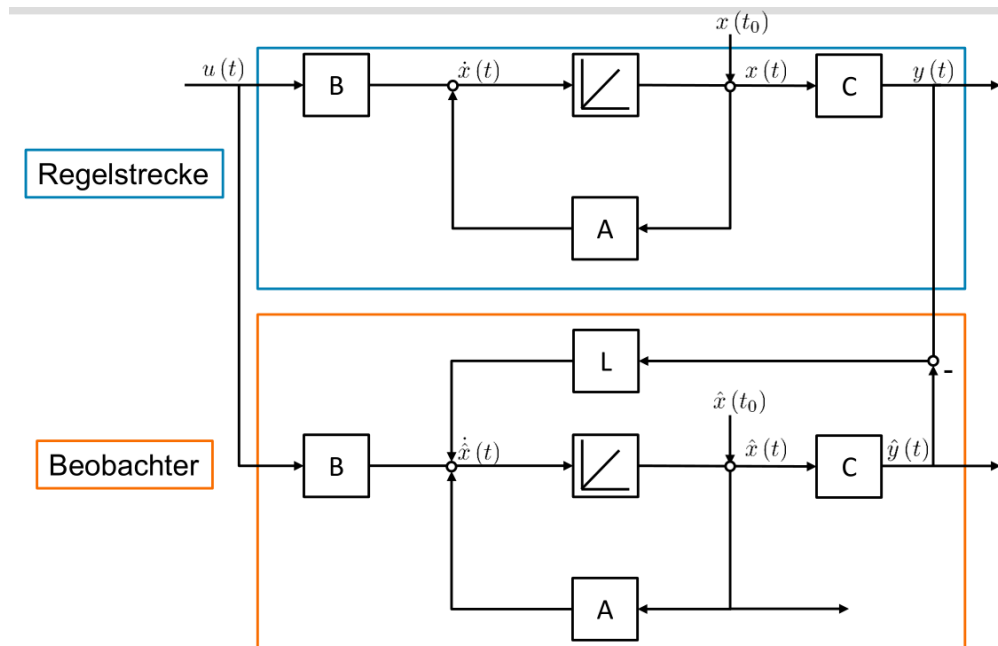 x(t₀)
u(t)
B
ẋ(t)
x(t)
C
y(t)
Regelstrecke
A
L
-
x̂(t₀)
Beobachter
B
x̂̇(t)
x̂(t)
C
ŷ(t)
A